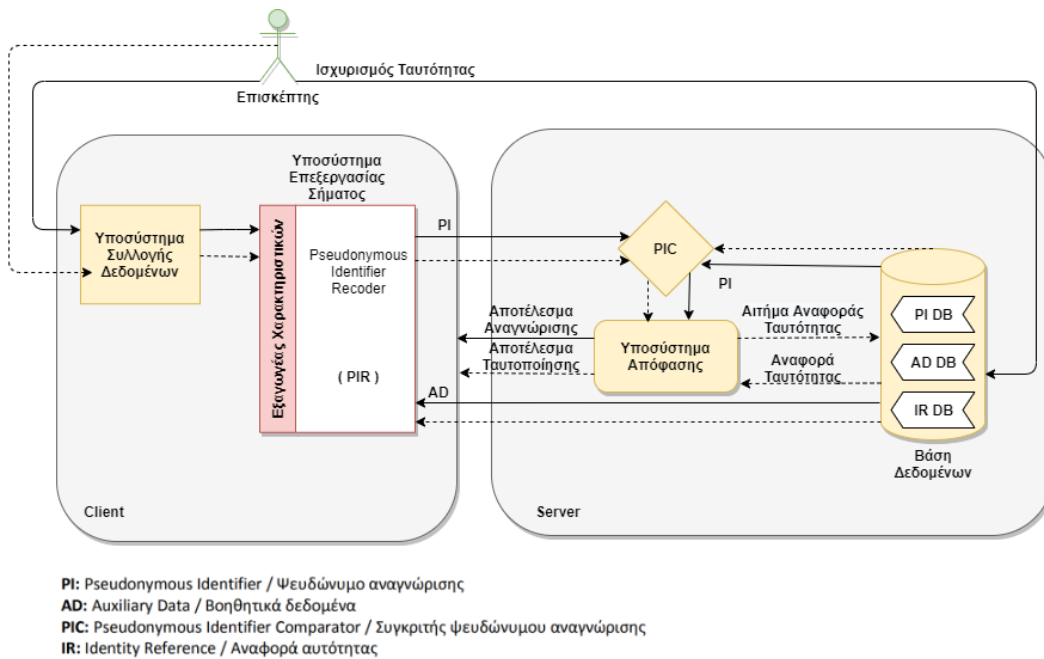 Ισχυρισμός Ταυτότητας
Επισκέπτης
Υποσύστημα
Επεξεργασίας
Σήματος
Υποσύστημα
Συλλογής
Δεδομένων
Εξαγωγέας Χαρακτηριστικών
Pseudonymous
Identifier
Recoder
( PIR )
PI
PIC
PI
Αποτέλεσμα
Αναγνώρισης
Αποτέλεσμα
Ταυτοποίησης
Υποσύστημα
Απόφασης
Αιτήμα Αναφοράς
Ταυτότητας
Αναφορά
Ταυτότητας
AD
PI DB
AD DB
IR DB
Βάση
Δεδομένων
Client
Server
PI: Pseudonymous Identifier / Ψευδώνυμο αναγνώρισης
AD: Auxiliary Data / Βοηθητικά δεδομένα
PIC: Pseudonymous Identifier Comparator / Συγκριτής ψευδώνυμου αναγνώρισης
IR: Identity Reference / Αναφορά αυτότητας